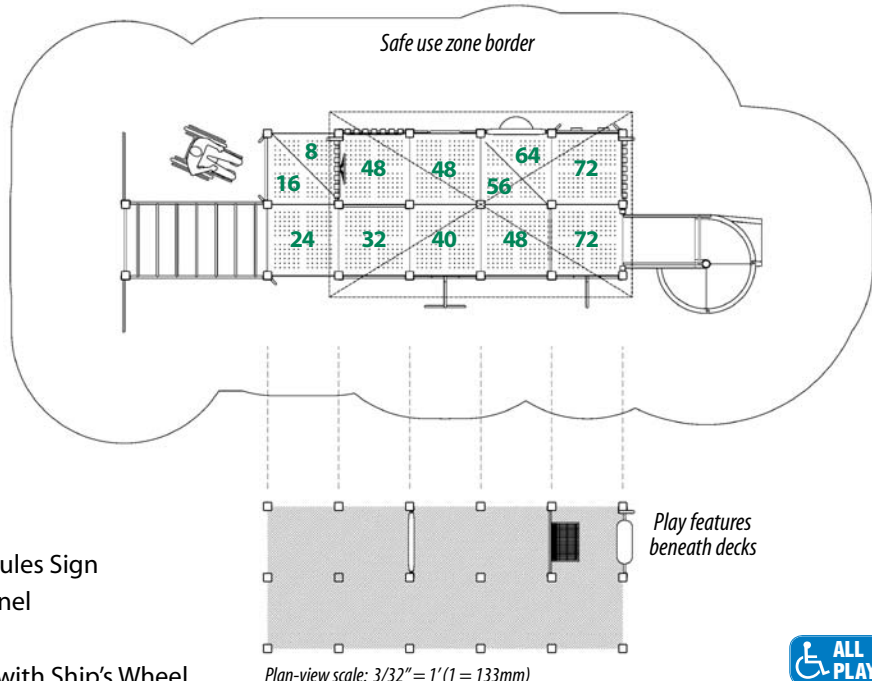 Safe use zone border
8
48
48
64
72
16
56
24
32
40
48
72
Play features
beneath decks
ules Sign
nel
with Ship's Wheel
Plan-view scale: 3/32" = 1' (1 = 133mm)
ALL
PLAY